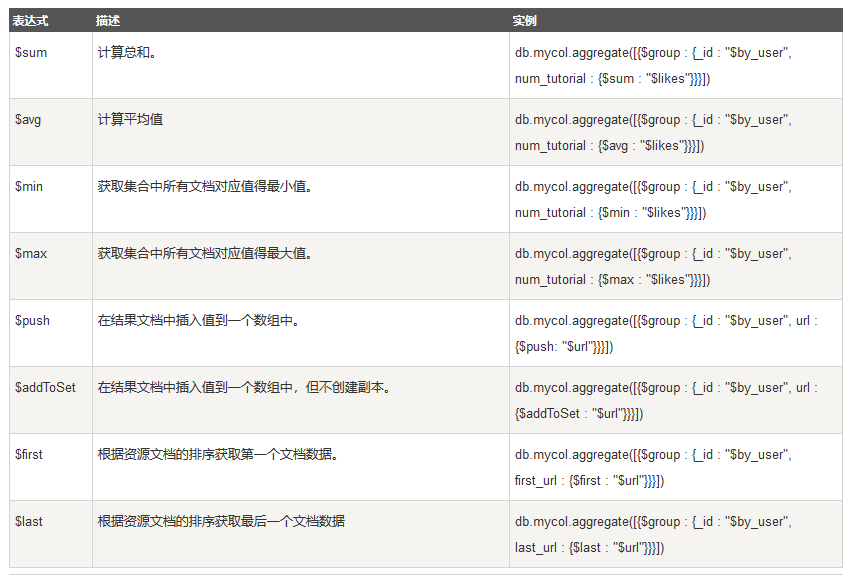 表达式 描述 实例
$sum 计算总和。 db.mycol.aggregate([{$group : {_id : "$by_user",
num_tutorial : {$sum : "$likes"}}}])
$avg 计算平均值 db.mycol.aggregate([{$group : {_id : "$by_user",
num_tutorial : {$avg : "$likes"}}}])
$min 获取集合中所有文档对应值得最小值。 db.mycol.aggregate([{$group : {_id : "$by_user",
num_tutorial : {$min : "$likes"}}}])
$max 获取集合中所有文档对应值得最大值。 db.mycol.aggregate([{$group : {_id : "$by_user",
num_tutorial : {$max : "$likes"}}}])
$push 在结果文档中插入值到一个数组中。 db.mycol.aggregate([{$group : {_id : "$by_user", url :
{$push: "$url"}}}])
$addToSet 在结果文档中插入值到一个数组中，但不创建副本。 db.mycol.aggregate([{$group : {_id : "$by_user", url :
{$addToSet : "$url"}}}])
$first 根据资源文档的排序获取第一个文档数据。 db.mycol.aggregate([{$group : {_id : "$by_user",
first_url : {$first : "$url"}}}])
$last 根据资源文档的排序获取最后一个文档数据 db.mycol.aggregate([{$group : {_id : "$by_user",
last_url : {$last : "$url"}}}])